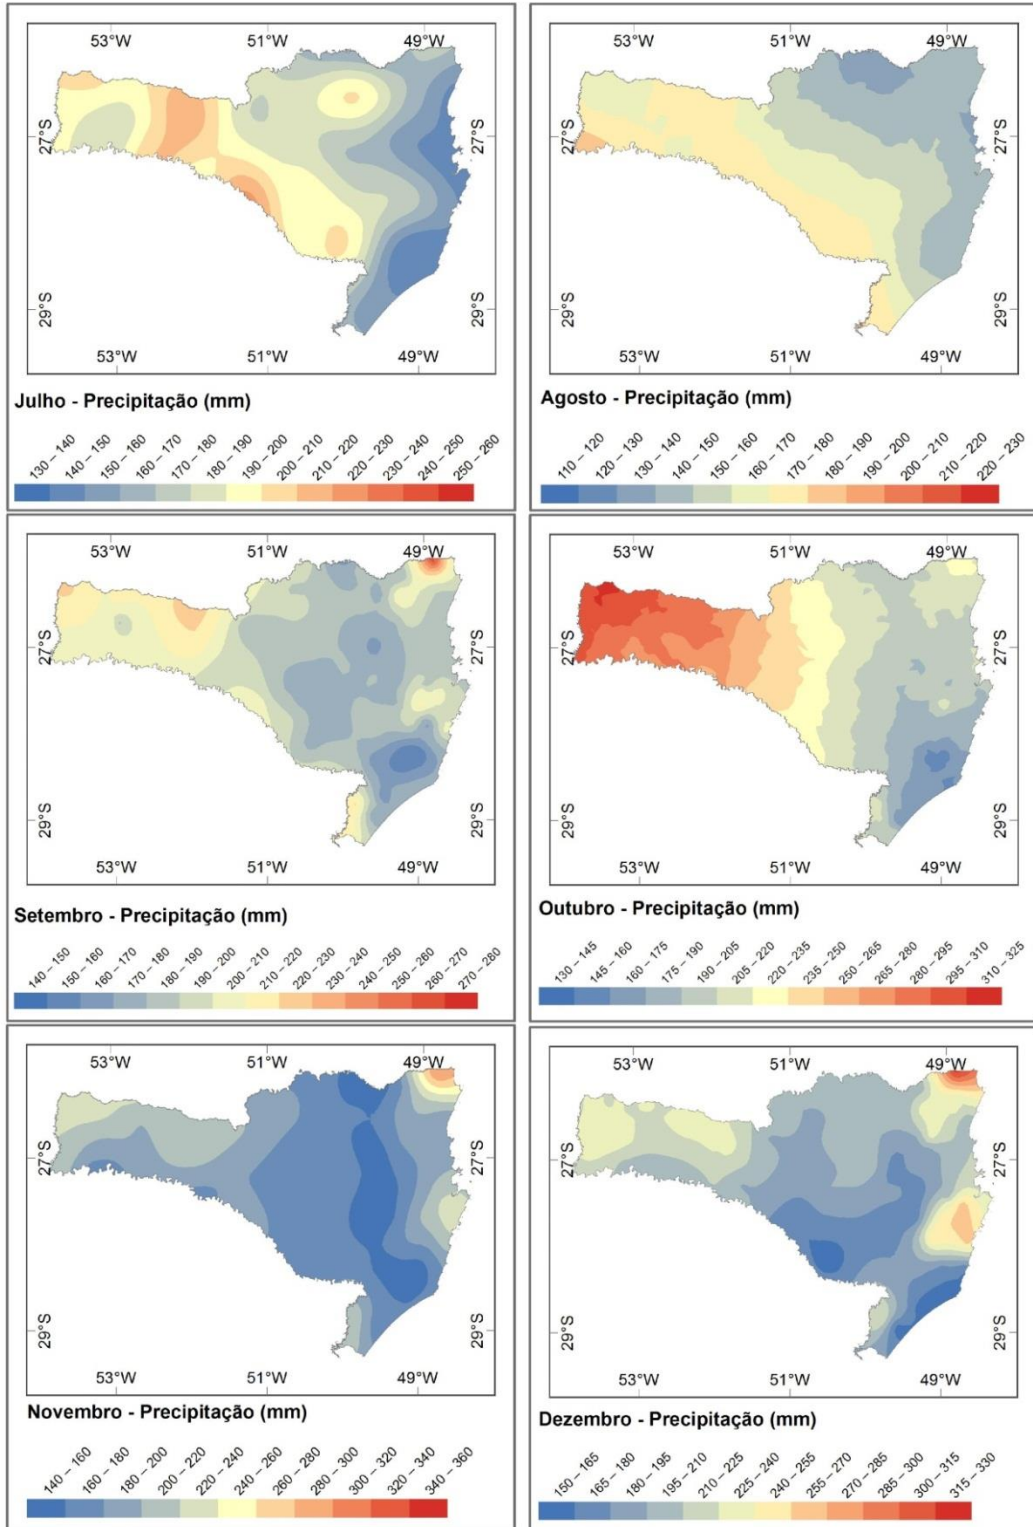 53°W 51°W 49°W
27°S 27°S
29°S 29°S
53°W 51°W 49°W
Julho - Precipitação (mm)
130 – 140
140 – 150
150 – 160
160 – 170
170 – 180
180 – 190
190 – 200
200 – 210
210 – 220
220 – 230
230 – 240
240 – 250
250 – 260
53°W 51°W 49°W
27°S 27°S
29°S 29°S
53°W 51°W 49°W
Agosto - Precipitação (mm)
110 – 120
120 – 130
130 – 140
140 – 150
150 – 160
160 – 170
170 – 180
180 – 190
190 – 200
200 – 210
210 – 220
220 – 230
53°W 51°W 49°W
27°S 27°S
29°S 29°S
53°W 51°W 49°W
Setembro - Precipitação (mm)
140 – 150
150 – 160
160 – 170
170 – 180
180 – 190
190 – 200
200 – 210
210 – 220
220 – 230
230 – 240
240 – 250
250 – 260
260 – 270
270 – 280
53°W 51°W 49°W
27°S 27°S
29°S 29°S
53°W 51°W 49°W
Outubro - Precipitação (mm)
130 – 145
145 – 160
160 – 175
175 – 190
190 – 205
205 – 220
220 – 235
235 – 250
250 – 265
265 – 280
280 – 295
295 – 310
310 – 325
53°W 51°W 49°W
27°S 27°S
29°S 29°S
53°W 51°W 49°W
Novembro - Precipitação (mm)
140 – 160
160 – 180
180 – 200
200 – 220
220 – 240
240 – 260
260 – 280
280 – 300
300 – 320
320 – 340
340 – 360
53°W 51°W 49°W
27°S 27°S
29°S 29°S
53°W 51°W 49°W
Dezembro - Precipitação (mm)
150 – 165
165 – 180
180 – 195
195 – 210
210 – 225
225 – 240
240 – 255
255 – 270
270 – 285
285 – 300
300 – 315
315 – 330